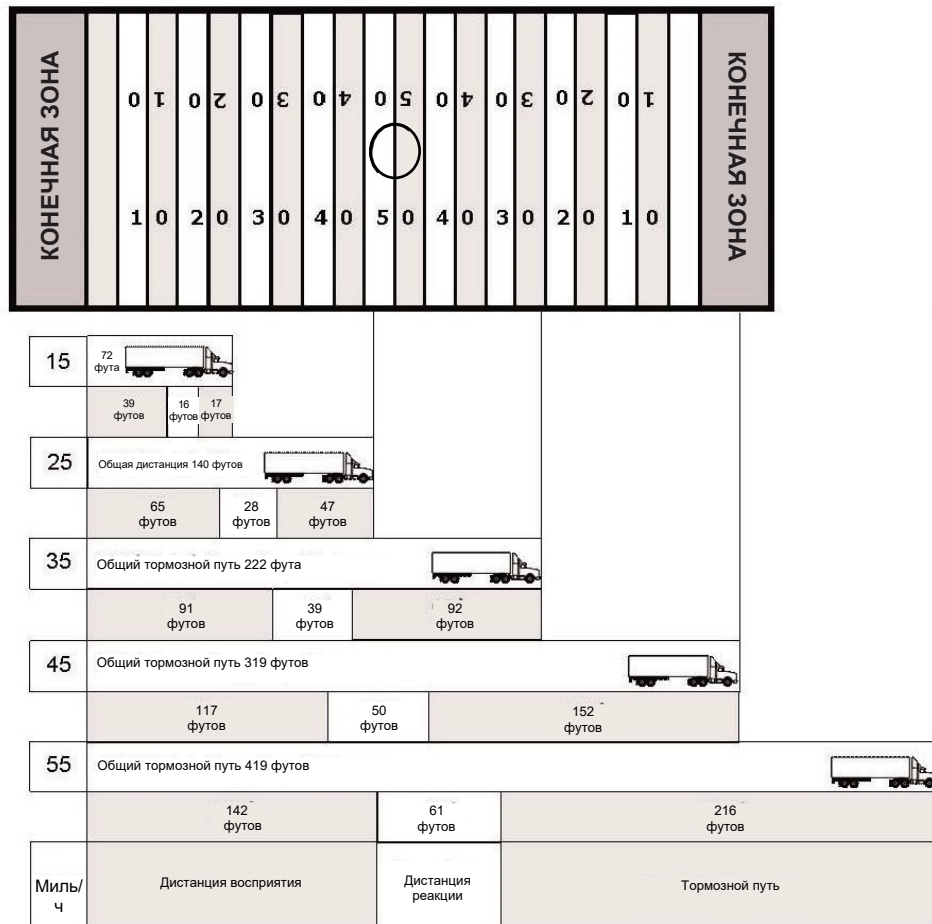 КОНЕЧНАЯ ЗОНА
0 1 0 2 0 3 0 4 0 5 0 4 0 3 0 2 0 1
1 0 2 0 3 0 4 0 5 0 4 0 3 0 2 0 1 0
КОНЕЧНАЯ ЗОНА
15
72
фута
39
футов
16
футов
17
футов
25
Общая дистанция 140 футов
65
футов
28
футов
47
футов
35
Общий тормозной путь 222 фута
91
футов
39
футов
92
футов
45
Общий тормозной путь 319 футов
117
футов
50
футов
152
футов
55
Общий тормозной путь 419 футов
142
футов
61
футов
216
футов
Миль/
ч
Дистанция восприятия
Дистанция
реакции
Тормозной путь